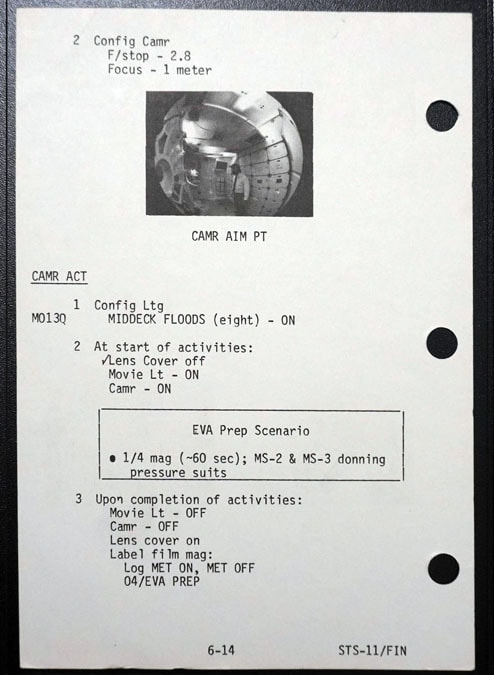 2 Config Camr
F/stop - 2.8
Focus - 1 meter
CAMR AIM PT
CAMR ACT
1 Config Ltg
MO13Q MIDDECK FLOODS (eight) - ON
2 At start of activities:
✓Lens Cover off
Movie Lt - ON
Camr - ON
EVA Prep Scenario
● 1/4 mag (~60 sec); MS-2 & MS-3 donning
pressure suits
3 Upon completion of activities:
Movie Lt - OFF
Camr - OFF
Lens cover on
Label film mag:
Log MET ON, MET OFF
04/EVA PREP
6-14 STS-11/FIN